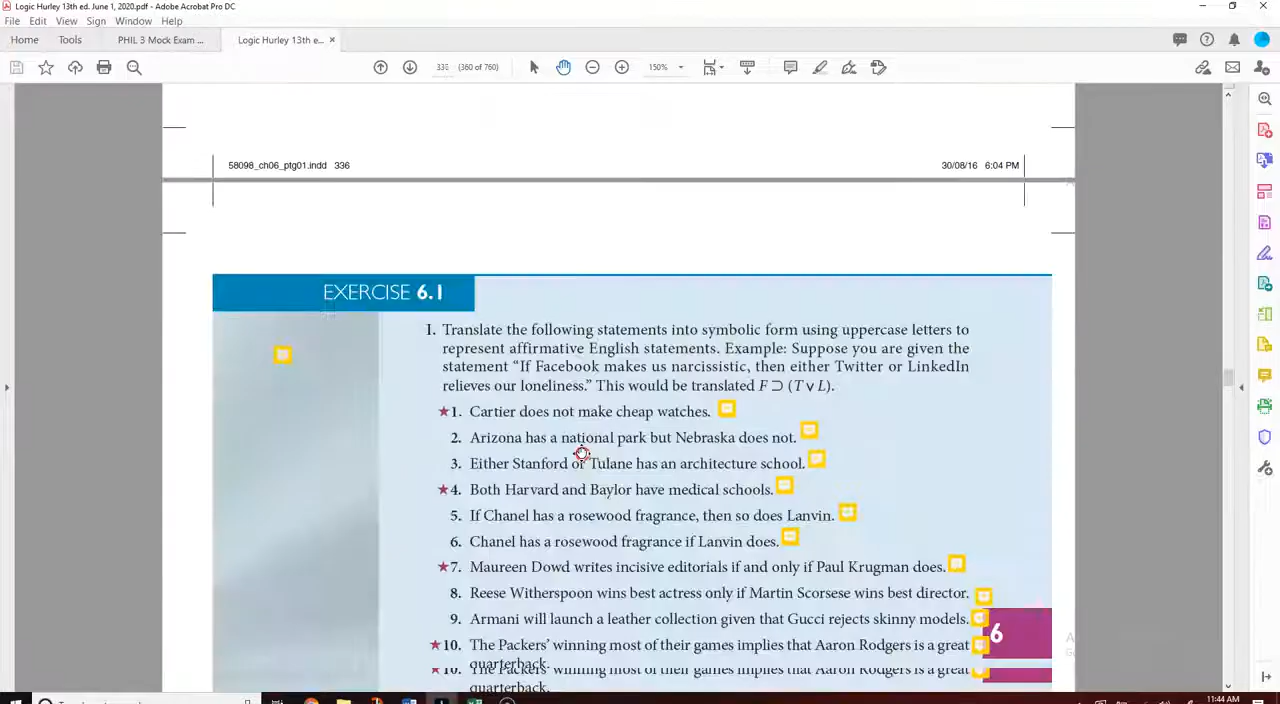 Logic Hurley 13th ed. June 1, 2020.pdf - Adobe Acrobat Pro DC
File Edit View Sign Window Help
Home Tools PHIL 3 Mock Exam ... Logic Hurley 13th e... ×
(360 of 760) 150%
58098_ch06_ptg01.indd 336 30/08/16 6:04 PM
EXERCISE 6.1
I. Translate the following statements into symbolic form using uppercase letters to
represent affirmative English statements. Example: Suppose you are given the
statement “If Facebook makes us narcissistic, then either Twitter or LinkedIn
relieves our loneliness.” This would be translated F ⊃ (T v L).
★1. Cartier does not make cheap watches.
2. Arizona has a national park but Nebraska does not.
3. Either Stanford or Tulane has an architecture school.
★4. Both Harvard and Baylor have medical schools.
5. If Chanel has a rosewood fragrance, then so does Lanvin.
6. Chanel has a rosewood fragrance if Lanvin does.
★7. Maureen Dowd writes incisive editorials if and only if Paul Krugman does.
8. Reese Witherspoon wins best actress only if Martin Scorsese wins best director.
9. Armani will launch a leather collection given that Gucci rejects skinny models.
6
★10. The Packers’ winning most of their games implies that Aaron Rodgers is a great
quarterback.
★10. The Packers’ winning most of their games implies that Aaron Rodgers is a great
quarterback.
11:44 AM